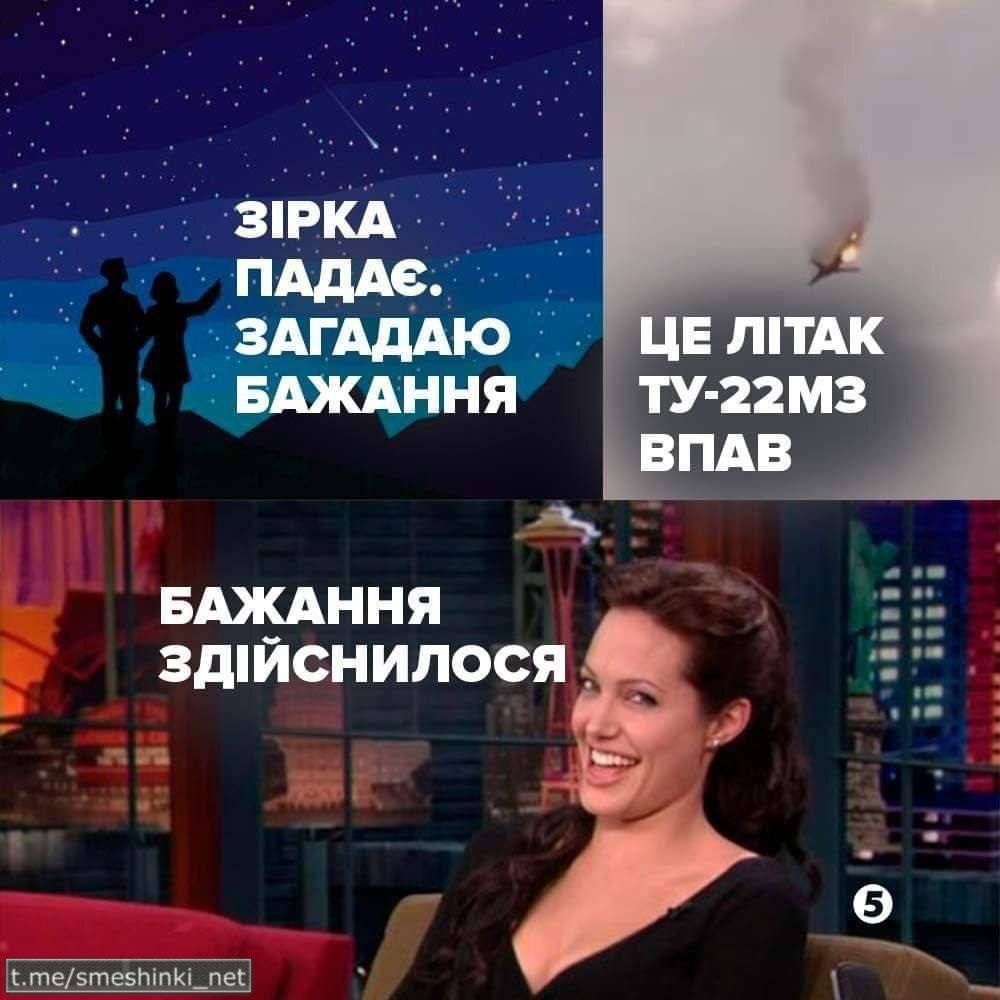 ЗІРКА
ПАДАЄ.
ЗАГАДАЮ
БАЖАННЯ
ЦЕ ЛІТАК
ТУ-22М3
ВПАВ
БАЖАННЯ
ЗДІЙСНИЛОСЯ
5
t.me/smeshinki_net